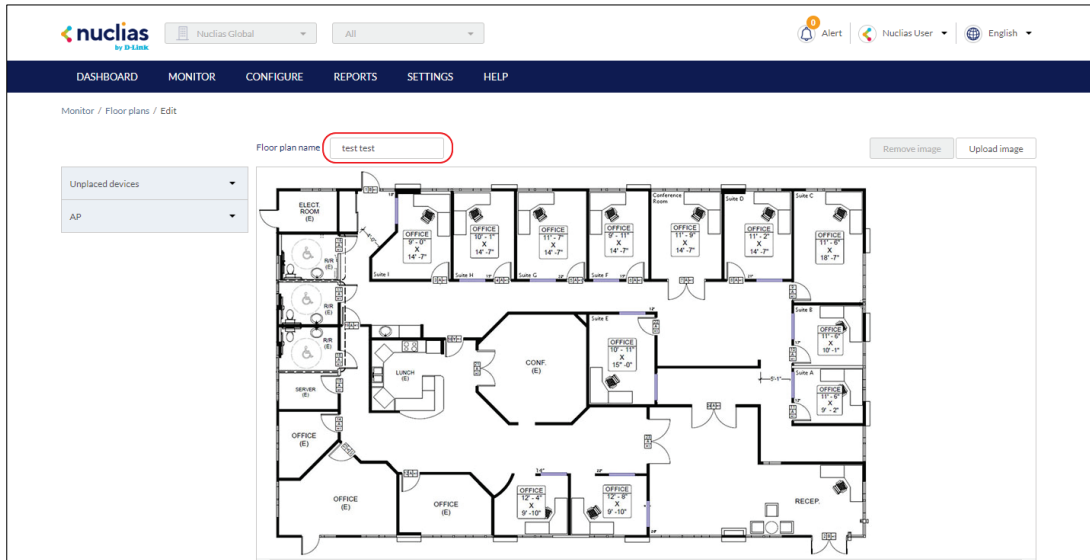 nuclias
by D-Link
Nuclias Global
All
0
Alert
Nuclias User
English
DASHBOARD MONITOR CONFIGURE REPORTS SETTINGS HELP
Monitor / Floor plans / Edit
Floor plan name test test
Remove image Upload image
Unplaced devices
AP
ELECT. ROOM (E)
OFFICE 9' - 0" X 14' -7"
Suite I
OFFICE 10' - 1" X 14' -7"
Suite H
OFFICE 11' - 7" X 14' -7"
Suite G
OFFICE 9' - 11" X 14' -7"
Suite F
Conference Room
OFFICE 11' - 9" X 14' -7"
Suite D
OFFICE 11' - 2" X 14' -7"
Suite C
OFFICE 11' - 6" X 18' -7"
R/R (E)
R/R (E)
R/R (E)
Suite E
OFFICE 10' - 11" X 15" -0"
Suite B
OFFICE 11' - 6" X 10' -1"
Suite A
OFFICE 11' - 6" X 9' - 2"
5'-1"
LUNCH (E)
CONF. (E)
SERVER (E)
OFFICE (E)
OFFICE (E)
OFFICE (E)
14"
OFFICE 12' - 4" X 9' -10"
OFFICE 12' - 8" X 9' -10"
RECEP.